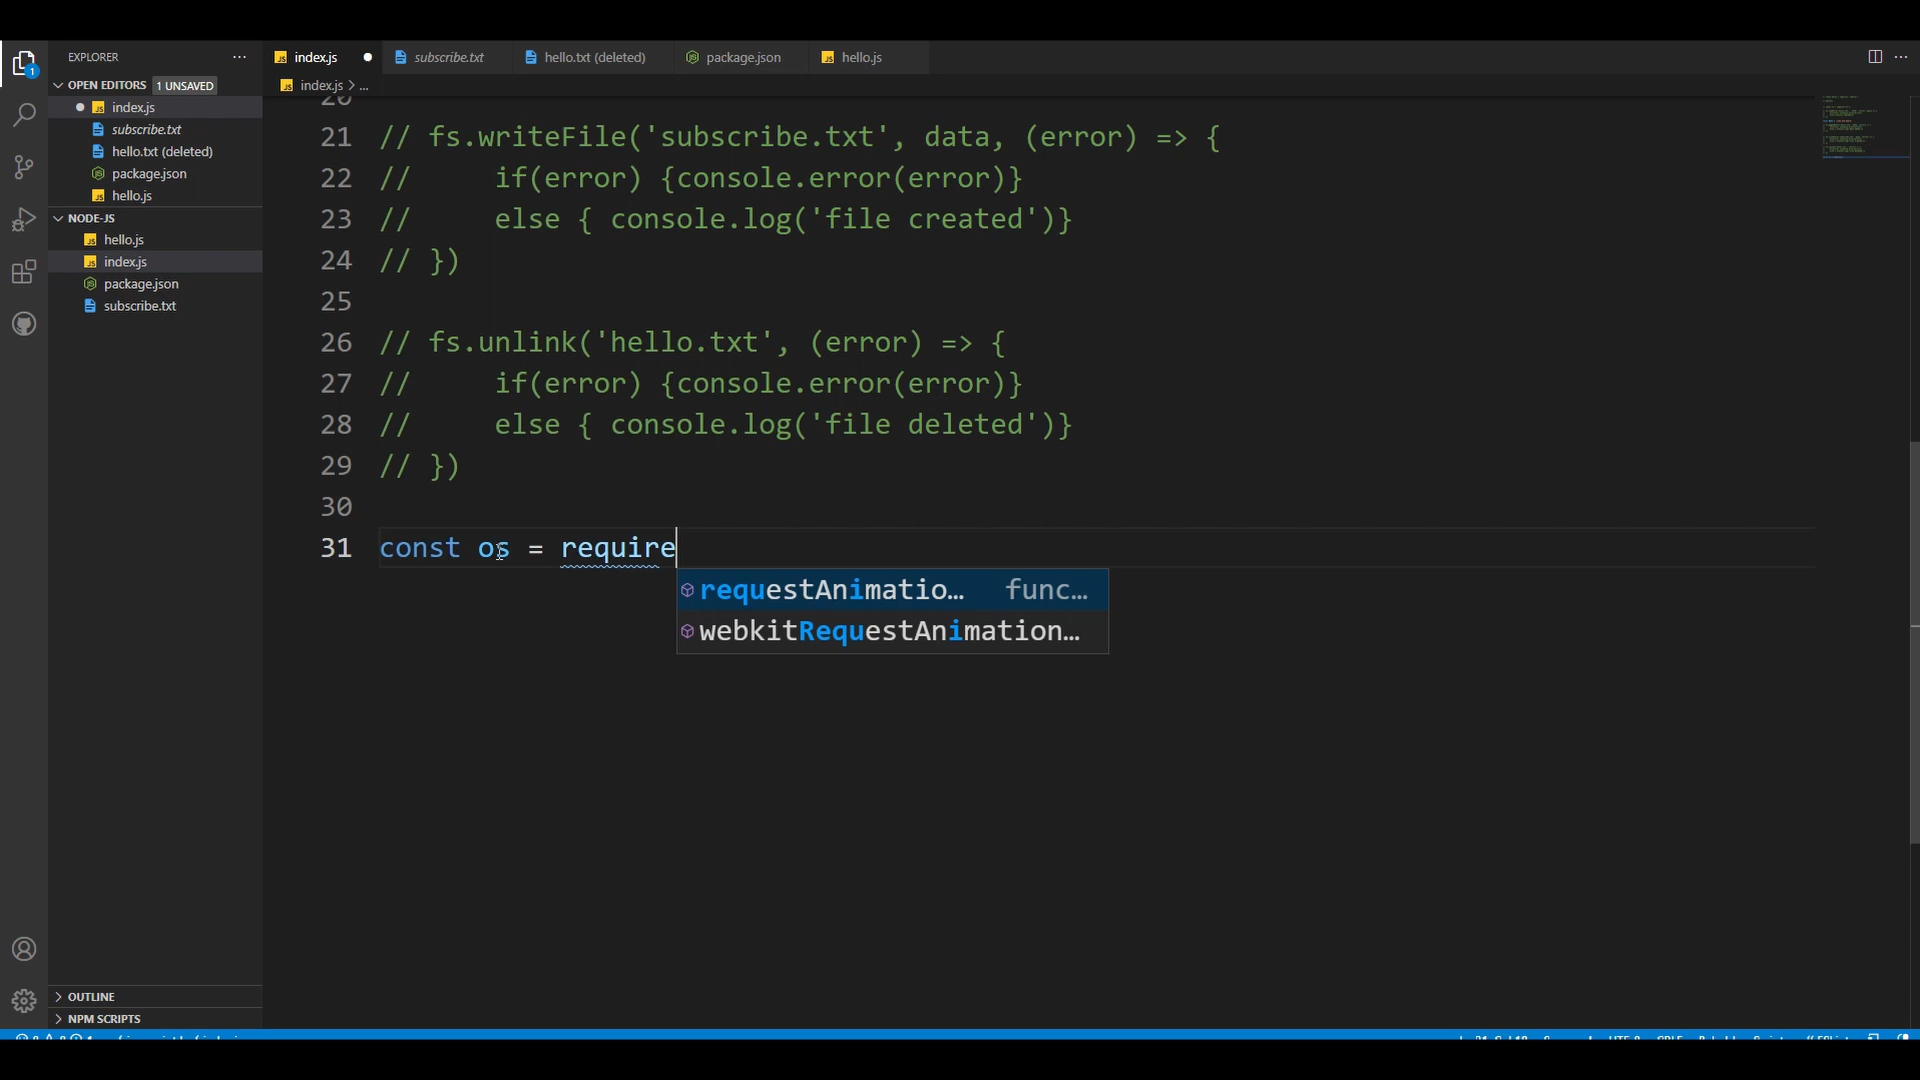 EXPLORER
index.js
subscribe.txt
hello.txt (deleted)
package.json
hello.js
OPEN EDITORS 1 UNSAVED
index.js > ...
index.js
subscribe.txt
hello.txt (deleted)
package.json
hello.js
NODE-JS
hello.js
index.js
package.json
subscribe.txt
20
21 // fs.writeFile('subscribe.txt', data, (error) => {
22 //     if(error) {console.error(error)}
23 //     else { console.log('file created')}
24 // })
25
26 // fs.unlink('hello.txt', (error) => {
27 //     if(error) {console.error(error)}
28 //     else { console.log('file deleted')}
29 // })
30
31 const os = require
requestAnimatio… func…
webkitRequestAnimation…
OUTLINE
NPM SCRIPTS